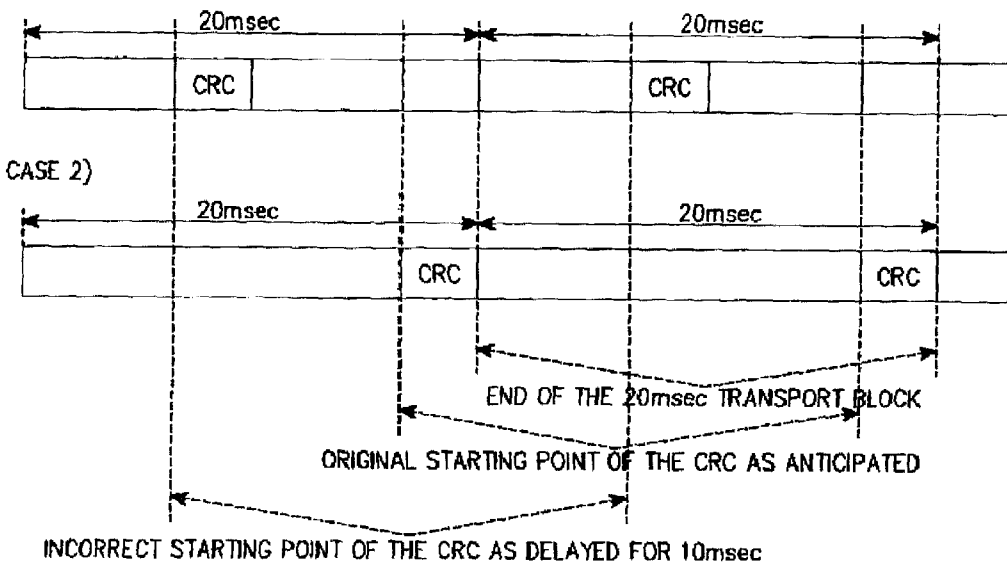 20msec 20msec
CRC CRC
CASE 2)
20msec 20msec
CRC CRC
END OF THE 20msec TRANSPORT BLOCK
ORIGINAL STARTING POINT OF THE CRC AS ANTICIPATED
INCORRECT STARTING POINT OF THE CRC AS DELAYED FOR 10msec